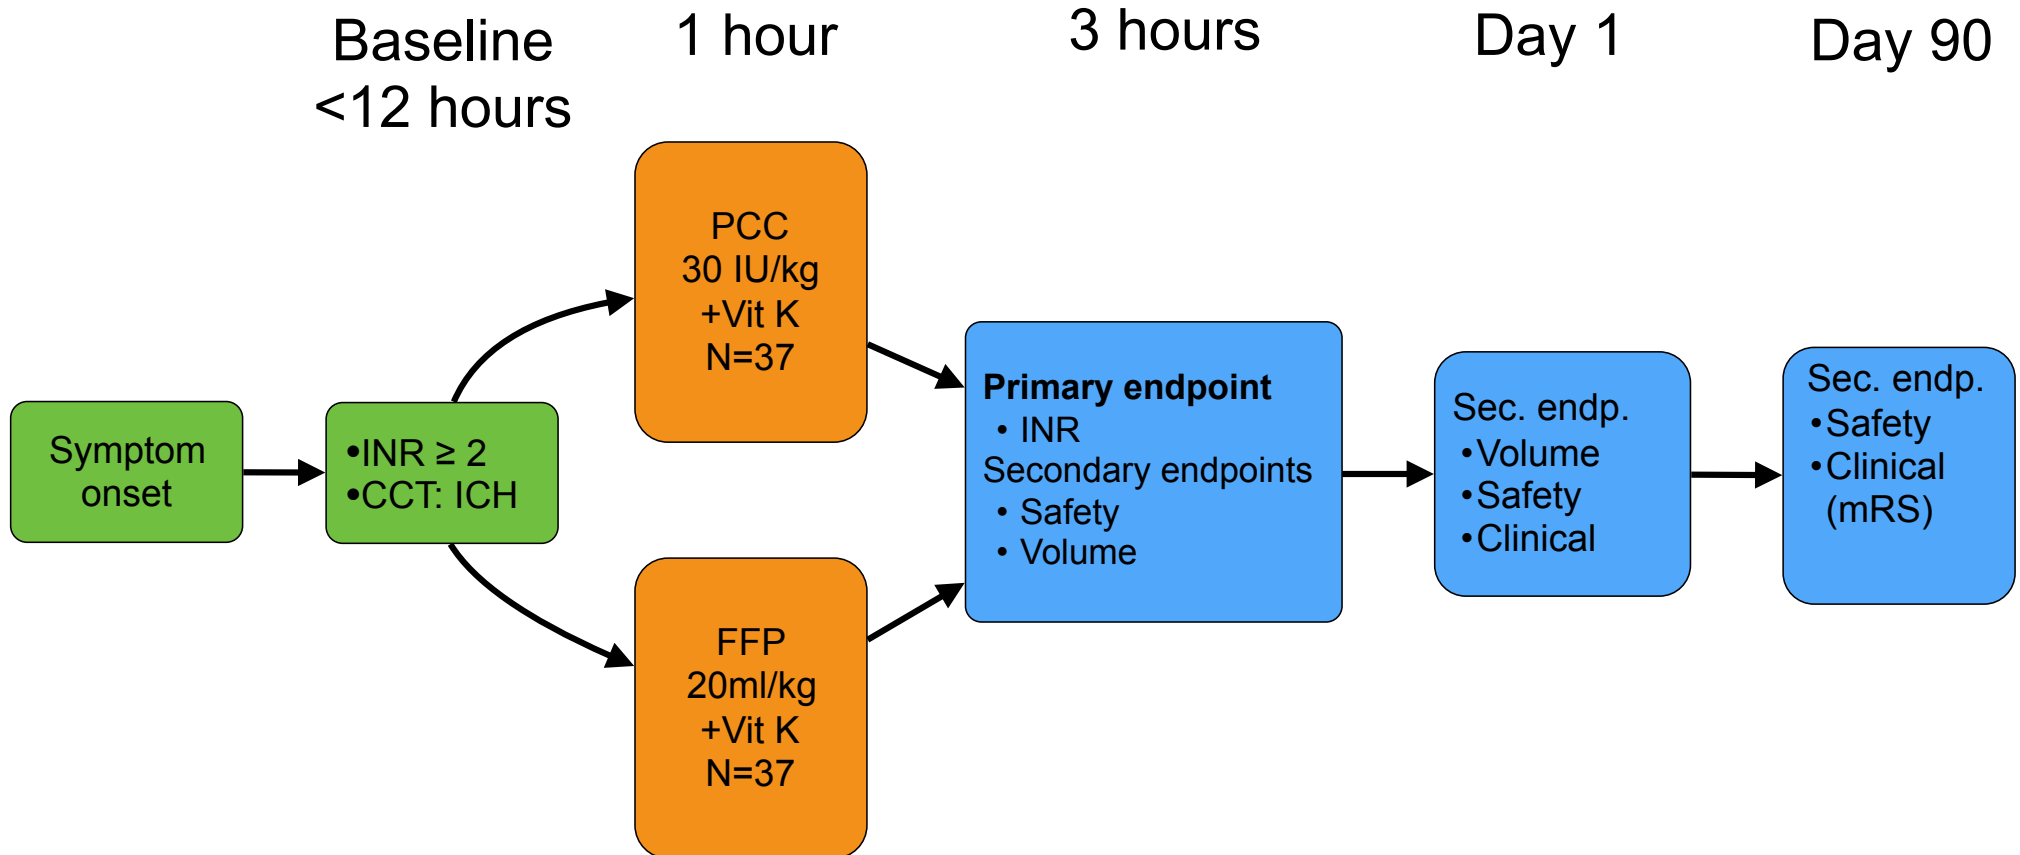 Baseline
<12 hours
1 hour
3 hours
Day 1
Day 90
Symptom
onset
•INR ≥ 2
•CCT: ICH
PCC
30 IU/kg
+Vit K
N=37
FFP
20ml/kg
+Vit K
N=37
Primary endpoint
• INR
Secondary endpoints
• Safety
• Volume
Sec. endp.
•Volume
•Safety
•Clinical
Sec. endp.
•Safety
•Clinical
(mRS)